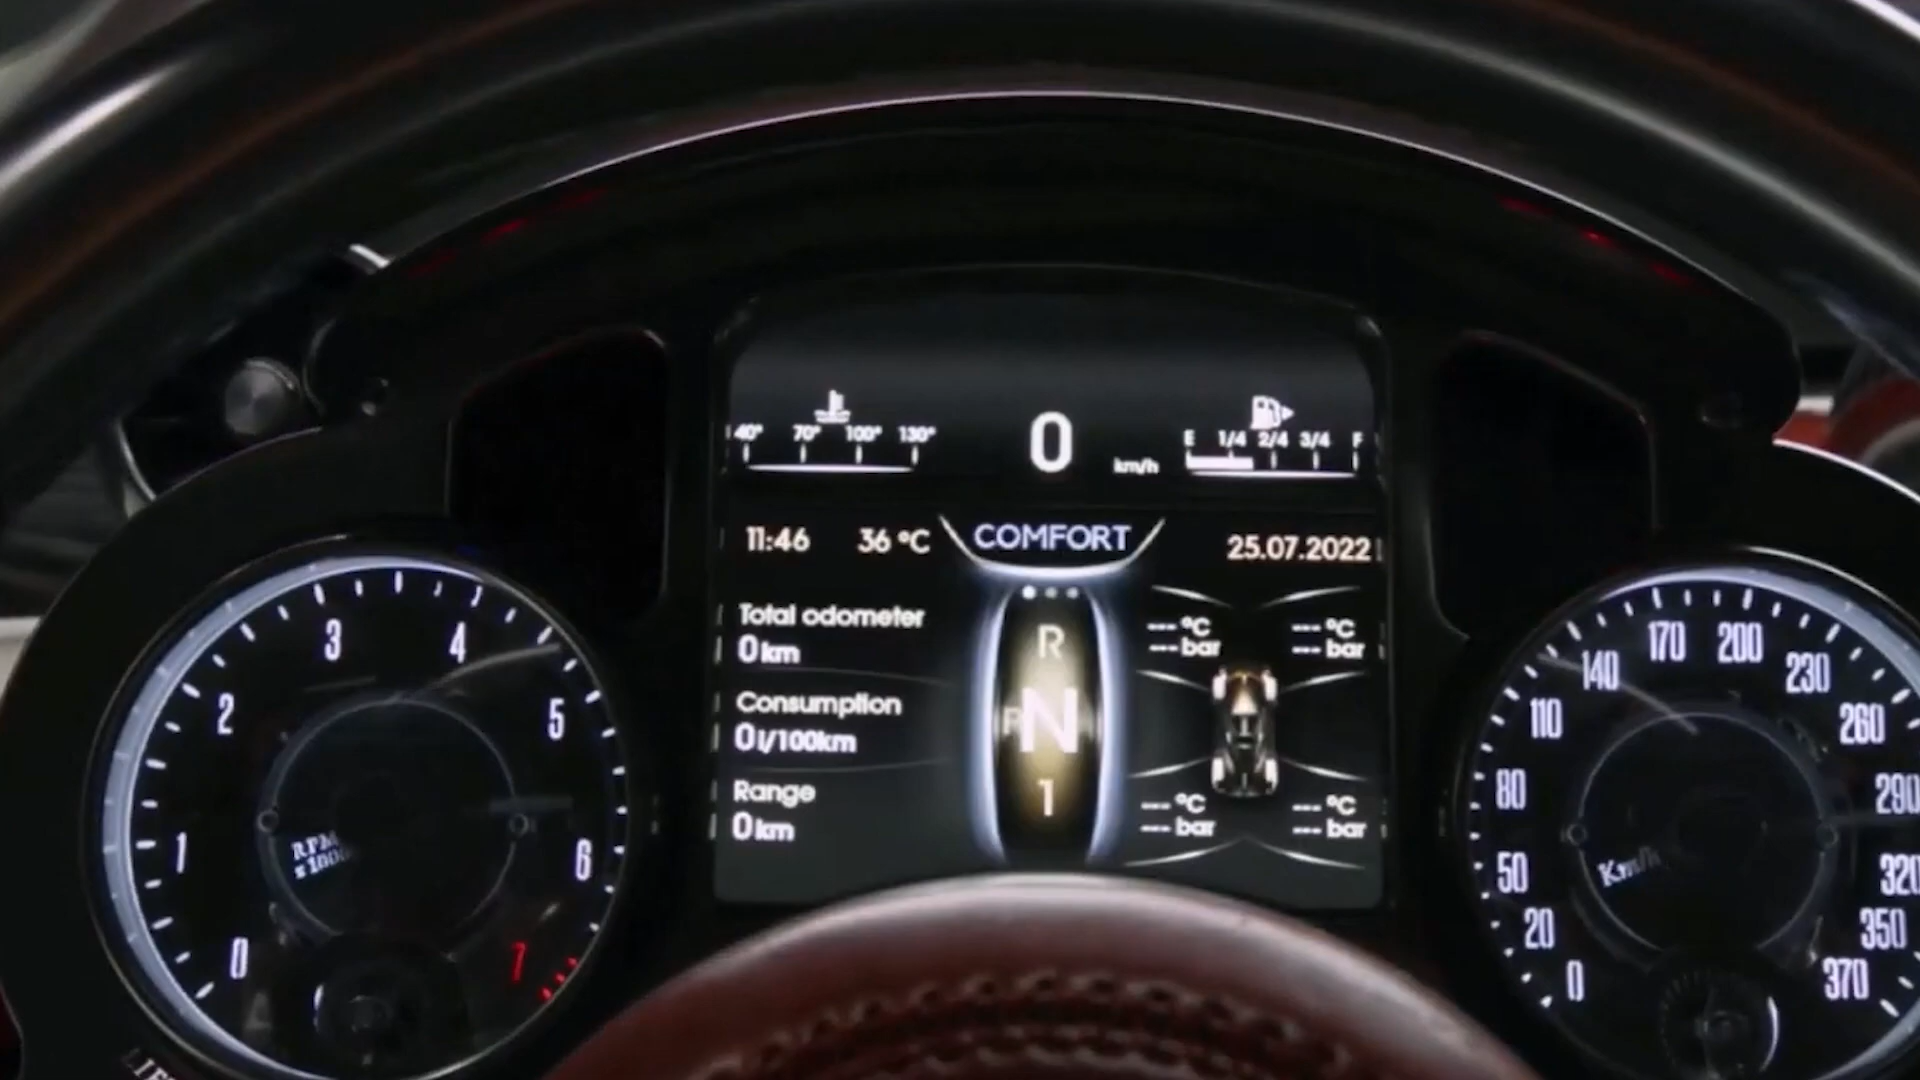 40° 70° 100° 130°
0
km/h
E 1/4 2/4 3/4 F
11:46 36 °C
COMFORT
25.07.2022
Total odometer
0 km
Consumption
0 l/100km
Range
0 km
R
N
1
--- °C
--- bar
--- °C
--- bar
--- °C
--- bar
--- °C
--- bar
0 1 2 3 4 5 6 7
RPM
x1000
0 20 50 80 110 140 170 200 230 260 290 320 350 370
Km/h